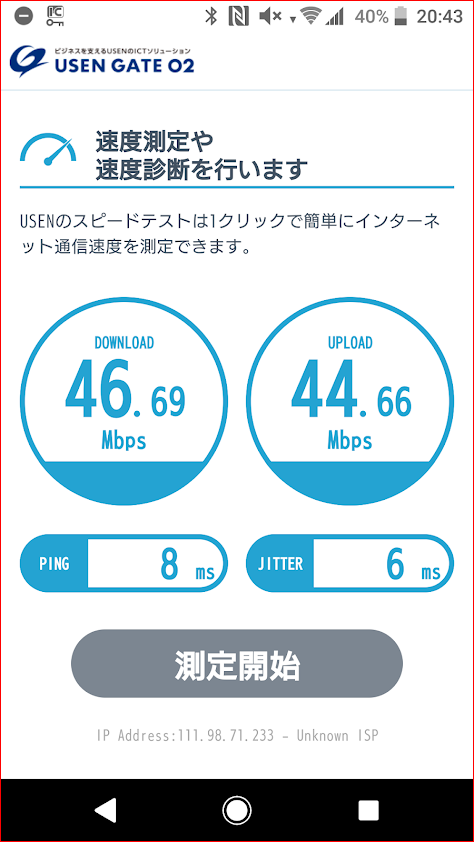 40% 20:43
ビジネスを支えるUSENのICTソリューション
USEN GATE 02
速度測定や
速度診断を行います
USENのスピードテストは1クリックで簡単にインターネ
ット通信速度を測定できます。
DOWNLOAD UPLOAD
46.69 44.66
Mbps Mbps
PING 8 ms JITTER 6 ms
測定開始
IP Address:111.98.71.233 – Unknown ISP